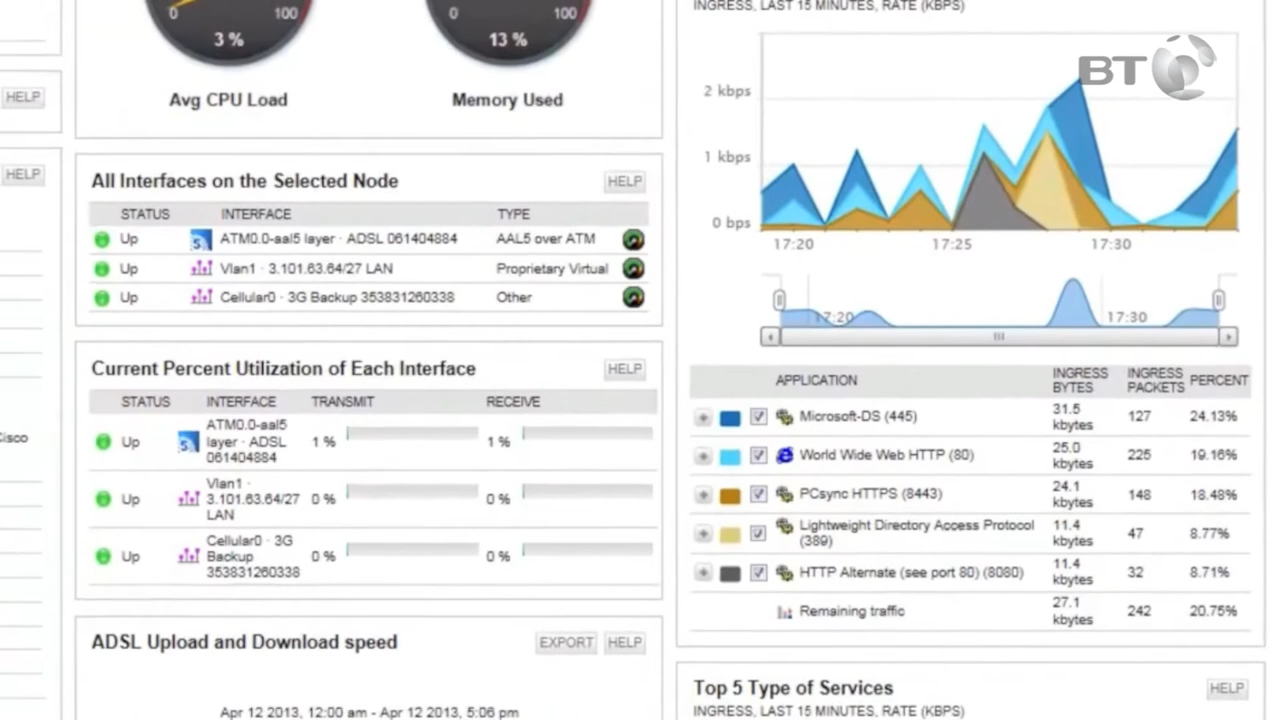 INGRESS, LAST 15 MINUTES, RATE (KBPS)
BT
0 100
3 %
Avg CPU Load
0 100
13 %
Memory Used
HELP
HELP
All Interfaces on the Selected Node HELP
STATUS INTERFACE TYPE
Up ATM0.0-aal5 layer · ADSL 061404884 AAL5 over ATM
Up Vlan1 · 3.101.63.64/27 LAN Proprietary Virtual
Up Cellular0 · 3G Backup 353831260338 Other
Current Percent Utilization of Each Interface HELP
STATUS INTERFACE TRANSMIT RECEIVE
Up ATM0.0-aal5 layer · ADSL 061404884 1 % 1 %
Up Vlan1 · 3.101.63.64/27 LAN 0 % 0 %
Up Cellular0 · 3G Backup 353831260338 0 % 0 %
Cisco
ADSL Upload and Download speed EXPORT HELP
Apr 12 2013, 12:00 am - Apr 12 2013, 5:06 pm
2 kbps
1 kbps
0 bps
17:20 17:25 17:30
17:20 17:30
APPLICATION INGRESS BYTES INGRESS PACKETS PERCENT
Microsoft-DS (445) 31.5 kbytes 127 24.13%
World Wide Web HTTP (80) 25.0 kbytes 225 19.16%
PCsync HTTPS (8443) 24.1 kbytes 148 18.48%
Lightweight Directory Access Protocol (389) 11.4 kbytes 47 8.77%
HTTP Alternate (see port 80) (8080) 11.4 kbytes 32 8.71%
Remaining traffic 27.1 kbytes 242 20.75%
Top 5 Type of Services HELP
INGRESS, LAST 15 MINUTES, RATE (KBPS)